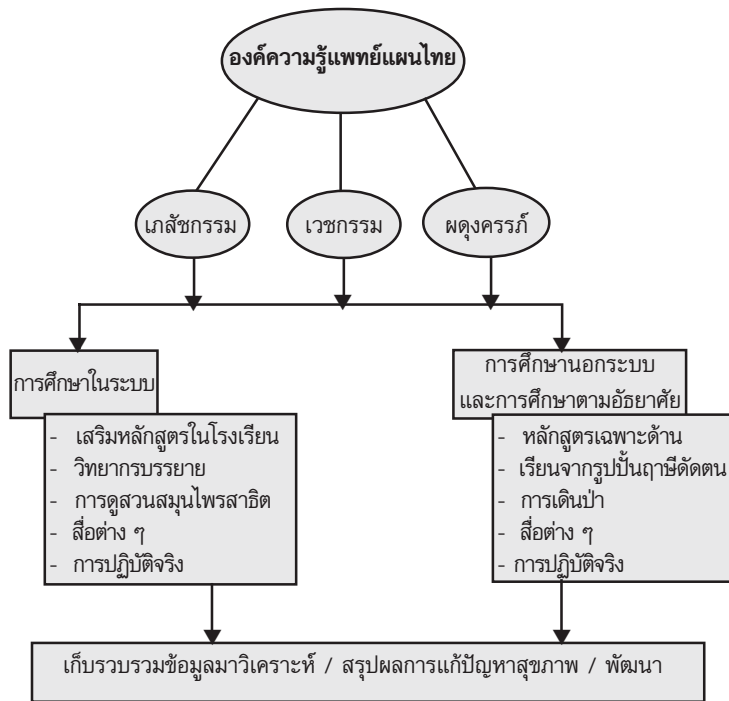 องค์ความรู้แพทย์แผนไทย
เภสัชกรรม
เวชกรรม
ผดุงครรภ์
การศึกษาในระบบ
- เสริมหลักสูตรในโรงเรียน
- วิทยากรบรรยาย
- การดูสวนสมุนไพรสาธิต
- สื่อต่าง ๆ
- การปฏิบัติจริง
การศึกษานอกระบบ
และการศึกษาตามอัธยาศัย
- หลักสูตรเฉพาะด้าน
- เรียนจากรูปปั้นฤาษีดัดตน
- การเดินป่า
- สื่อต่าง ๆ
- การปฏิบัติจริง
เก็บรวบรวมข้อมูลมาวิเคราะห์ / สรุปผลการแก้ปัญหาสุขภาพ / พัฒนา